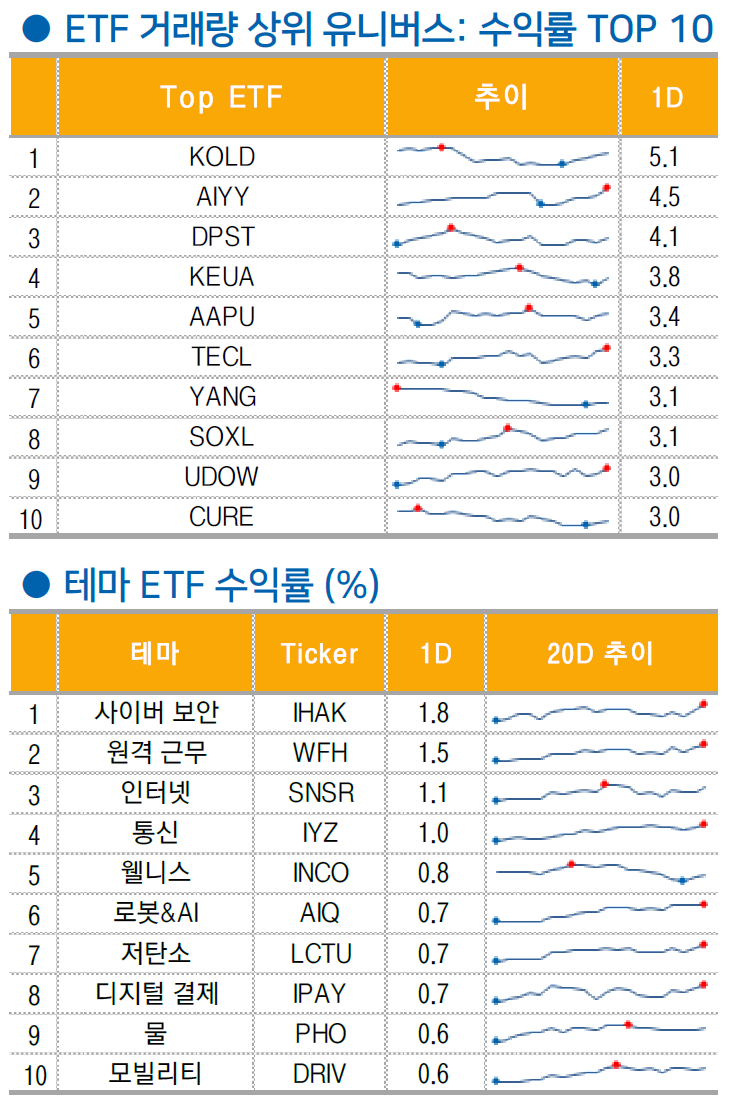 ● ETF 거래량 상위 유니버스: 수익률 TOP 10
Top ETF 추이 1D
1 KOLD 5.1
2 AIYY 4.5
3 DPST 4.1
4 KEUA 3.8
5 AAPU 3.4
6 TECL 3.3
7 YANG 3.1
8 SOXL 3.1
9 UDOW 3.0
10 CURE 3.0
● 테마 ETF 수익률 (%)
테마 Ticker 1D 20D 추이
1 사이버 보안 IHAK 1.8
2 원격 근무 WFH 1.5
3 인터넷 SNSR 1.1
4 통신 IYZ 1.0
5 웰니스 INCO 0.8
6 로봇&AI AIQ 0.7
7 저탄소 LCTU 0.7
8 디지털 결제 IPAY 0.7
9 물 PHO 0.6
10 모빌리티 DRIV 0.6